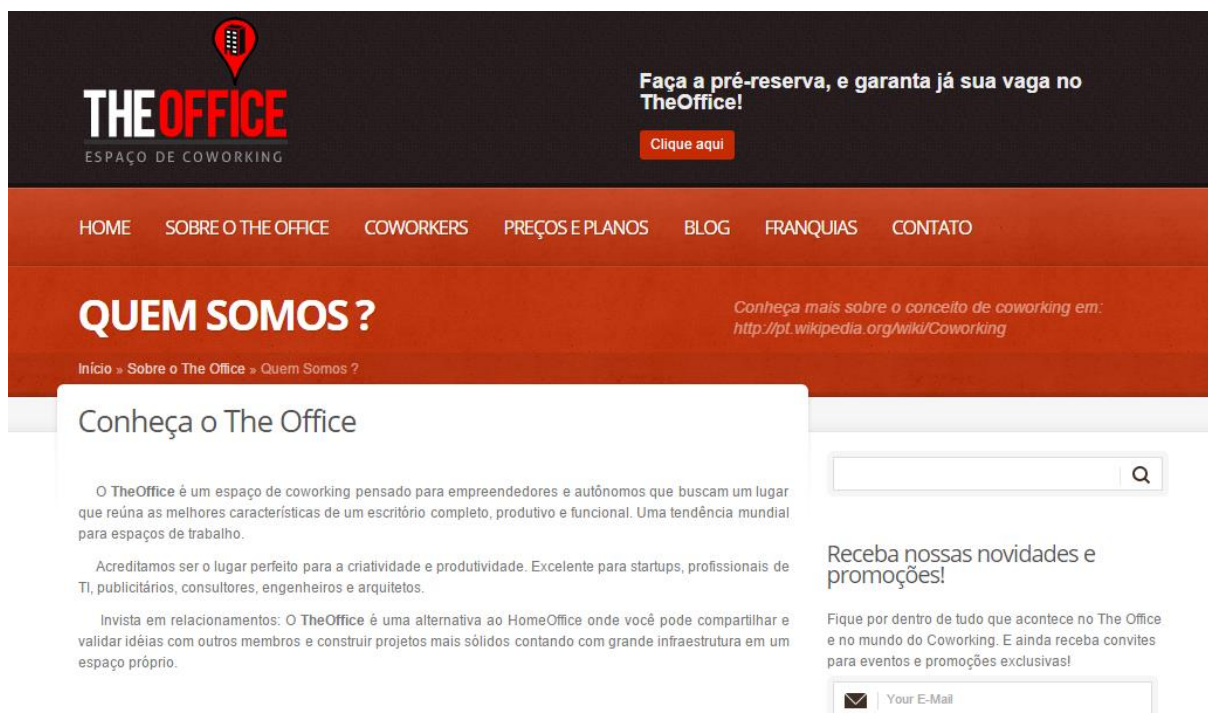 THEOFFICE
ESPAÇO DE COWORKING
Faça a pré-reserva, e garanta já sua vaga no
TheOffice!
Clique aqui
HOME SOBRE O THE OFFICE COWORKERS PREÇOS E PLANOS BLOG FRANQUIAS CONTATO
QUEM SOMOS ?
Conheça mais sobre o conceito de coworking em:
http://pt.wikipedia.org/wiki/Coworking
Início » Sobre o The Office » Quem Somos ?
Conheça o The Office
O TheOffice é um espaço de coworking pensado para empreendedores e autônomos que buscam um lugar
que reúna as melhores características de um escritório completo, produtivo e funcional. Uma tendência mundial
para espaços de trabalho.
Acreditamos ser o lugar perfeito para a criatividade e produtividade. Excelente para startups, profissionais de
TI, publicitários, consultores, engenheiros e arquitetos.
Invista em relacionamentos: O TheOffice é uma alternativa ao HomeOffice onde você pode compartilhar e
validar idéias com outros membros e construir projetos mais sólidos contando com grande infraestrutura em um
espaço próprio.
Receba nossas novidades e
promoções!
Fique por dentro de tudo que acontece no The Office
e no mundo do Coworking. E ainda receba convites
para eventos e promoções exclusivas!
Your E-Mail